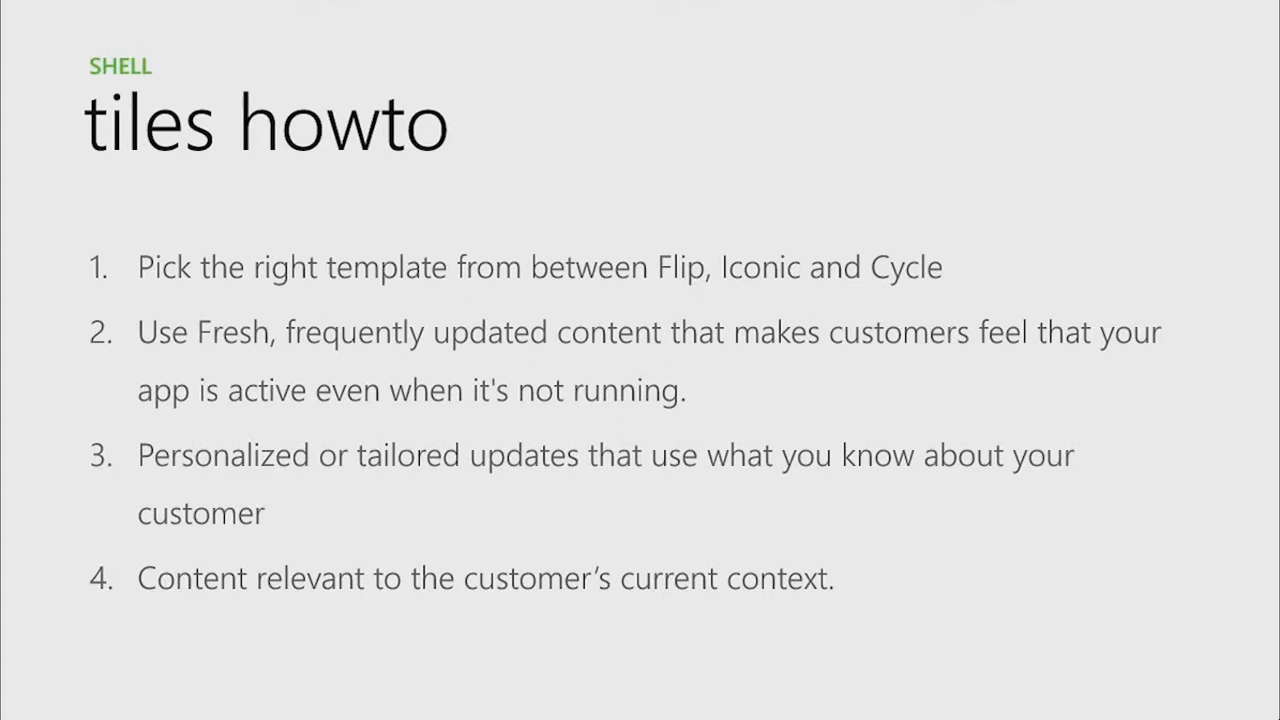 SHELL
tiles howto
1. Pick the right template from between Flip, Iconic and Cycle
2. Use Fresh, frequently updated content that makes customers feel that your
app is active even when it's not running.
3. Personalized or tailored updates that use what you know about your
customer
4. Content relevant to the customer’s current context.